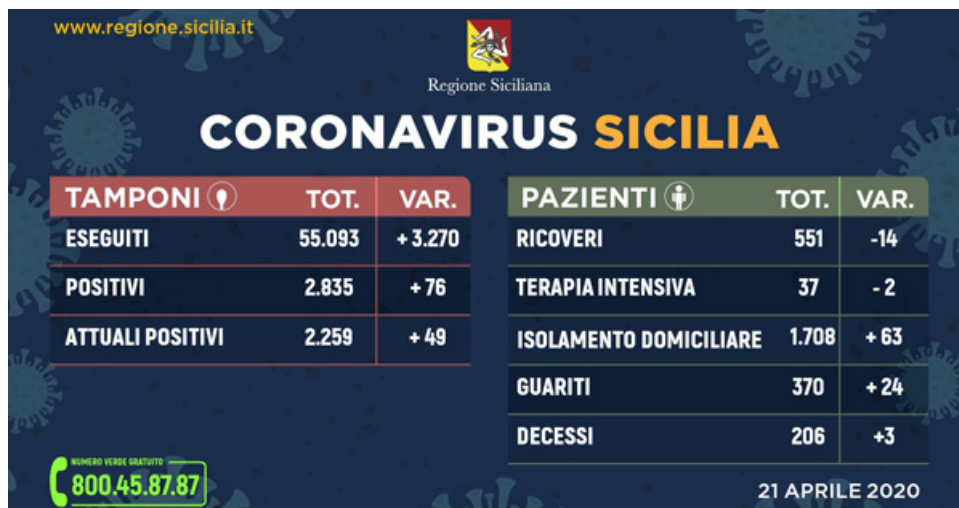 www.regione.sicilia.it
Regione Siciliana
CORONAVIRUS SICILIA
TAMPONI TOT. VAR.
ESEGUITI 55.093 +3.270
POSITIVI 2.835 +76
ATTUALI POSITIVI 2.259 +49
PAZIENTI TOT. VAR.
RICOVERI 551 -14
TERAPIA INTENSIVA 37 - 2
ISOLAMENTO DOMICILIARE 1.708 + 63
GUARITI 370 + 24
DECESSI 206 +3
NUMERO VERDE GRATUITO
800.45.87.87
21 APRILE 2020